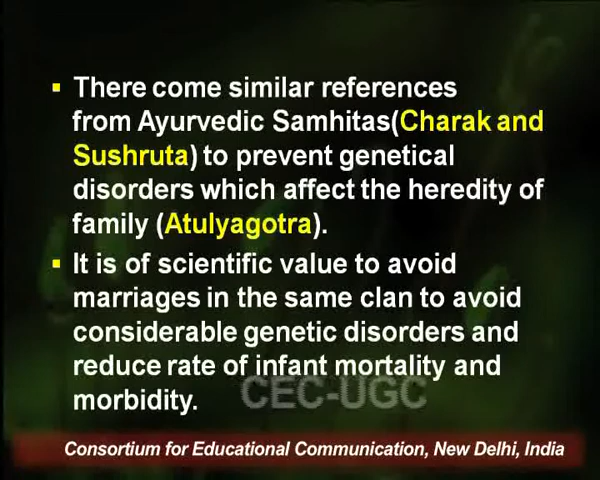 ▪ There come similar references
from Ayurvedic Samhitas(Charak and
Sushruta) to prevent genetical
disorders which affect the heredity of
family (Atulyagotra).
▪ It is of scientific value to avoid
marriages in the same clan to avoid
considerable genetic disorders and
reduce rate of infant mortality and
morbidity.
CEC-UGC
Consortium for Educational Communication, New Delhi, India